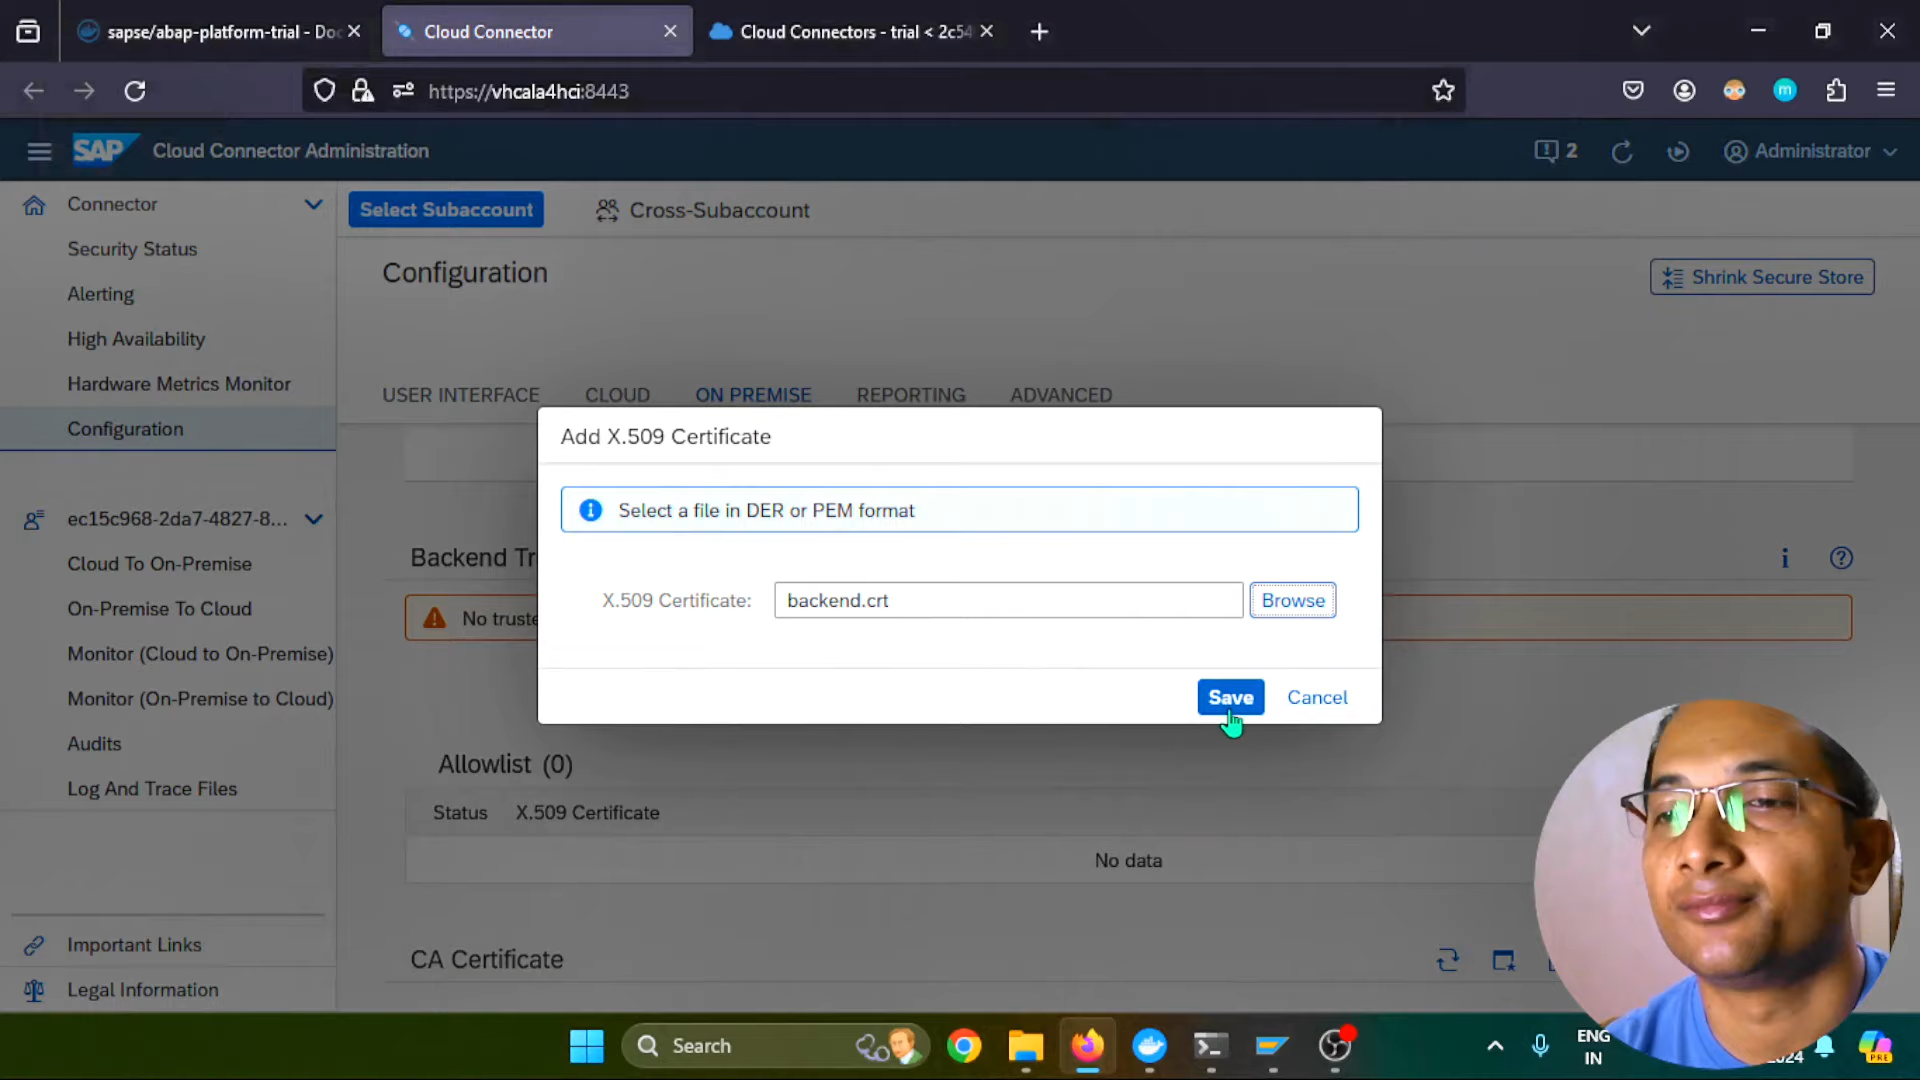 sapse/abap-platform-trial - Doc
Cloud Connector
Cloud Connectors - trial < 2c54
https://vhcala4hci:8443
SAP
Cloud Connector Administration
2
Administrator
Connector
Security Status
Alerting
High Availability
Hardware Metrics Monitor
Configuration
ec15c968-2da7-4827-8...
Cloud To On-Premise
On-Premise To Cloud
Monitor (Cloud to On-Premise)
Monitor (On-Premise to Cloud)
Audits
Log And Trace Files
Important Links
Legal Information
Select Subaccount
Cross-Subaccount
Configuration
Shrink Secure Store
USER INTERFACE
CLOUD
ON PREMISE
REPORTING
ADVANCED
Add X.509 Certificate
Select a file in DER or PEM format
Backend Tr
X.509 Certificate:
backend.crt
Browse
No truste
Save
Cancel
Allowlist (0)
Status
X.509 Certificate
No data
CA Certificate
Search
ENG
IN
2024
PRE